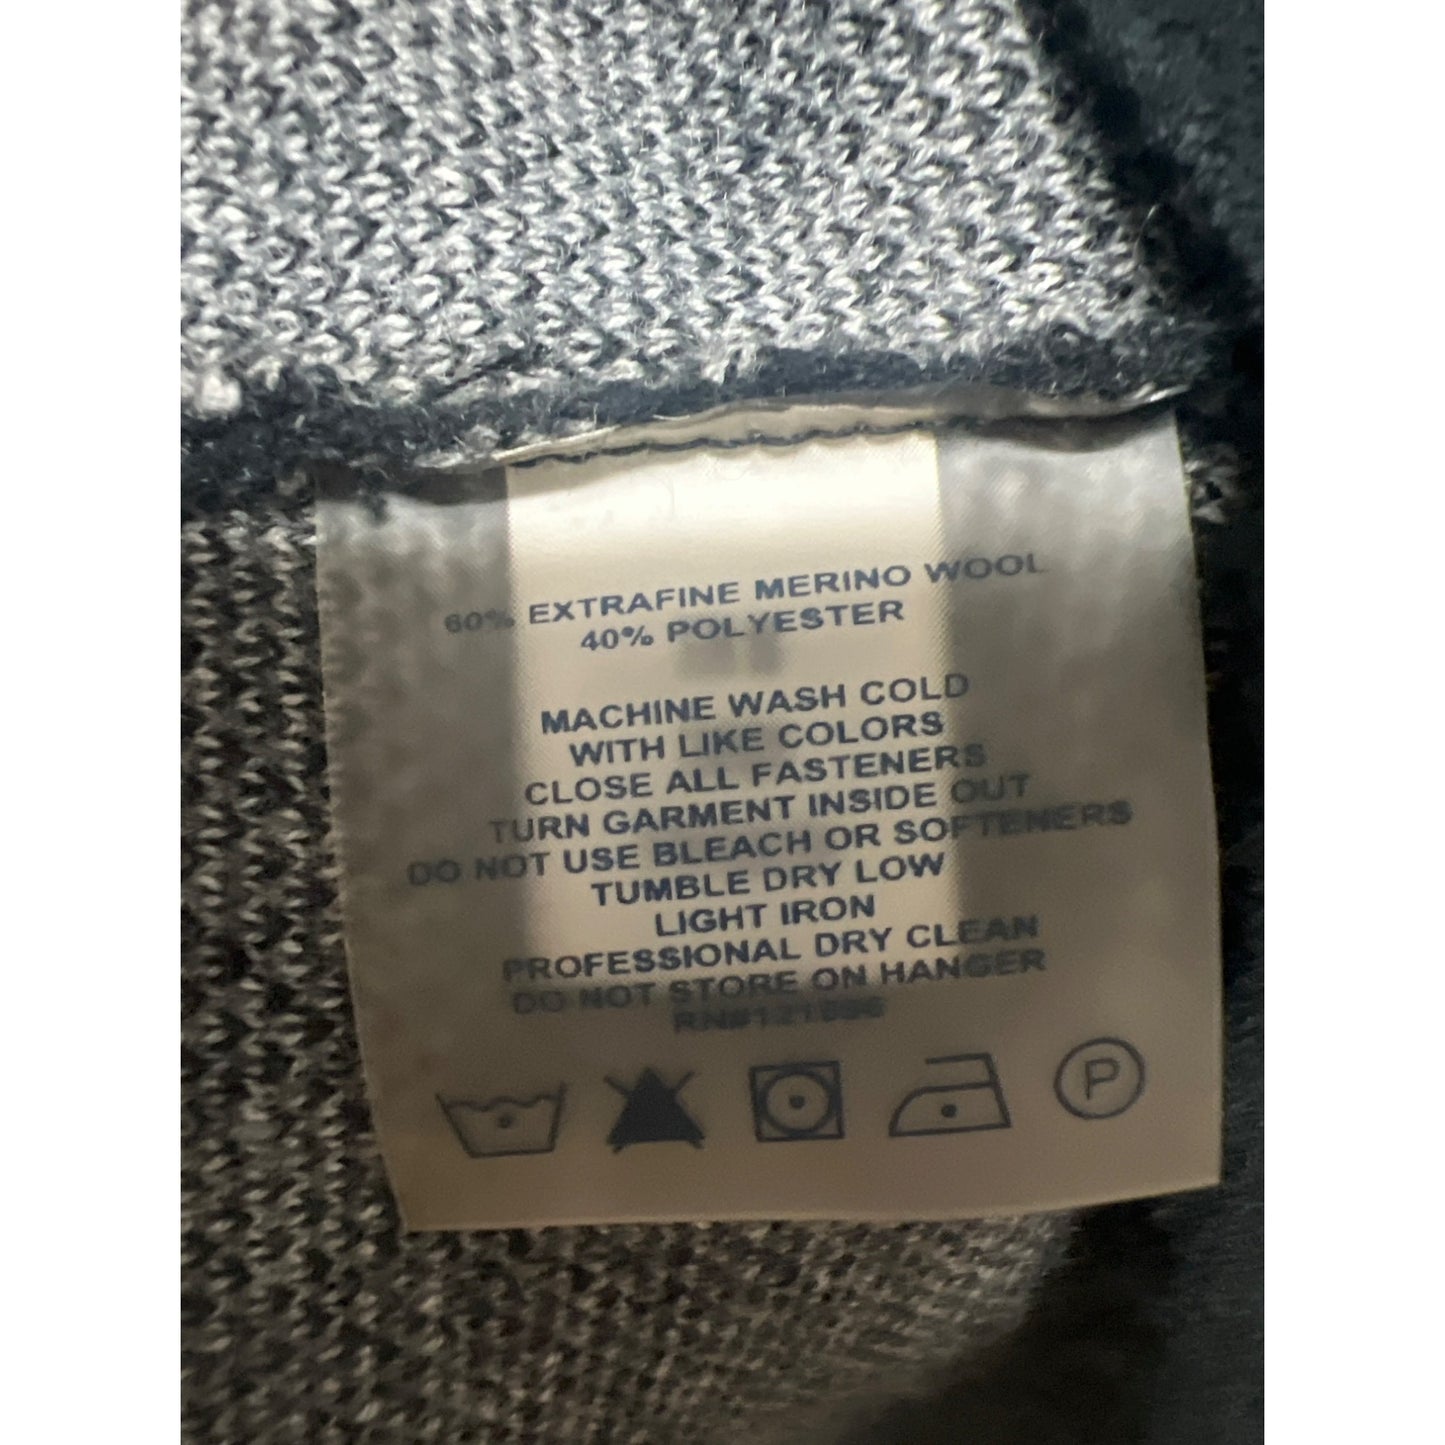 60% EXTRAFINE MERINO WOOL
40% POLYESTER
MACHINE WASH COLD
WITH LIKE COLORS
CLOSE ALL FASTENERS
TURN GARMENT INSIDE OUT
DO NOT USE BLEACH OR SOFTENERS
TUMBLE DRY LOW
LIGHT IRON
PROFESSIONAL DRY CLEAN
DO NOT STORE ON HANGER
P